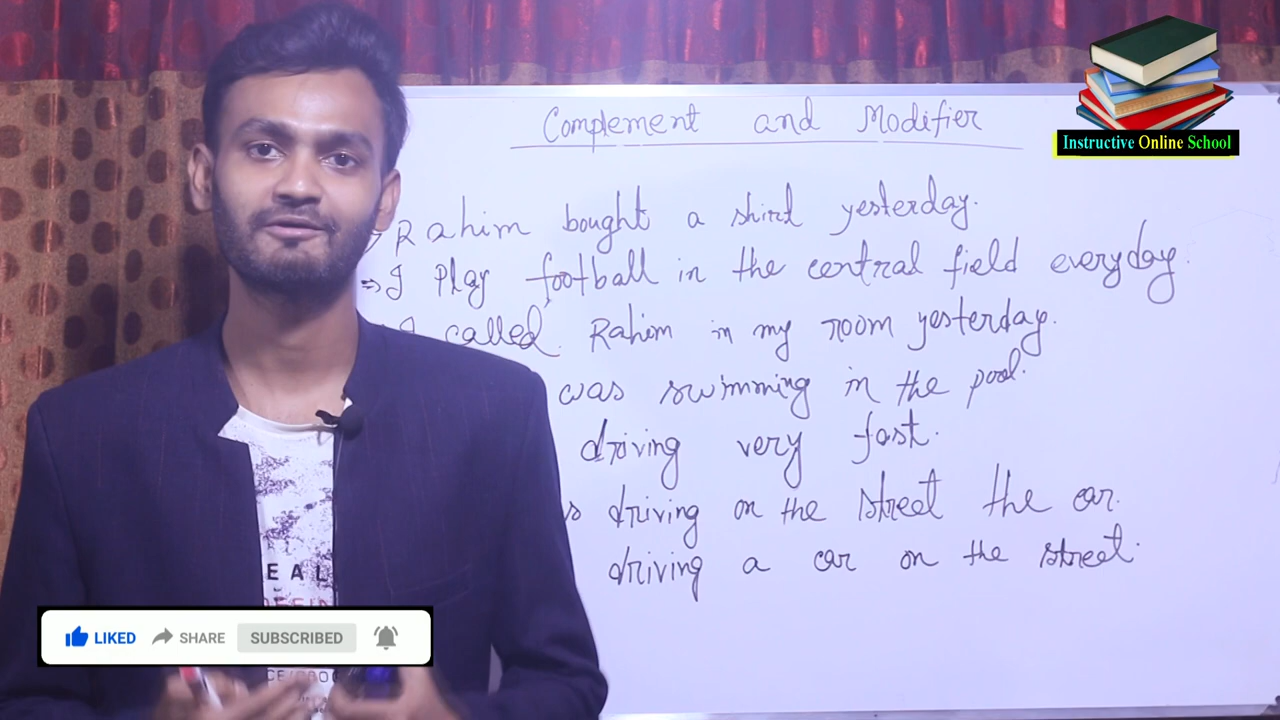 Complement and Modifier
Instructive Online School
⇒ Rahim bought a shirt yesterday.
⇒ I Play football in the central field everyday.
I called Rahim in my room yesterday.
was swimming in the pool.
driving very fast.
driving on the street the car.
driving a car on the street.
EAL
LIKED SHARE SUBSCRIBED